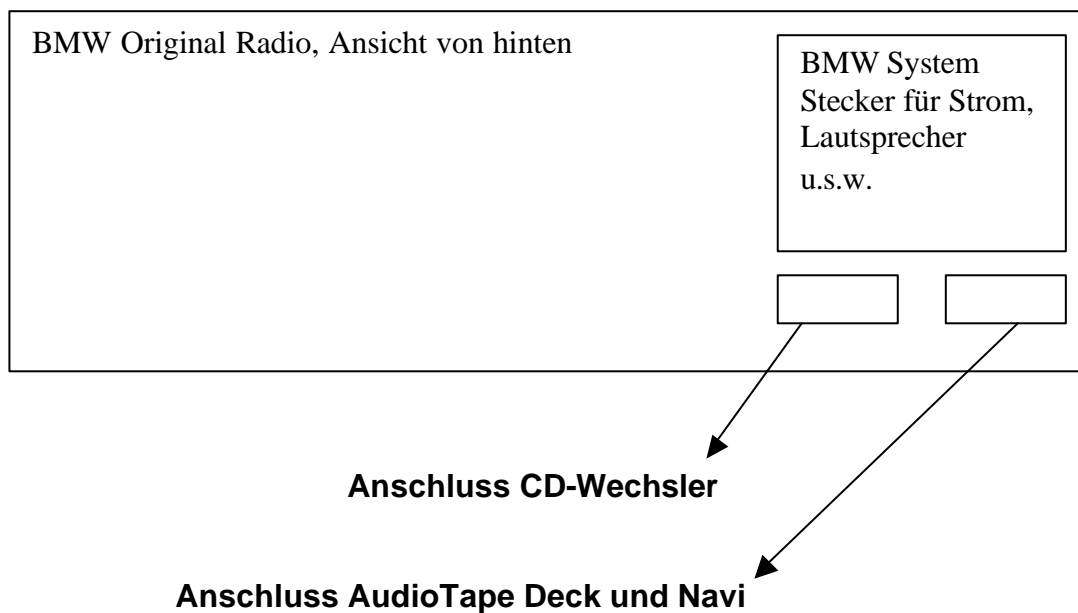 BMW Original Radio, Ansicht von hinten
BMW System
Stecker für Strom,
Lautsprecher
u.s.w.
Anschluss CD-Wechsler
Anschluss AudioTape Deck und Navi